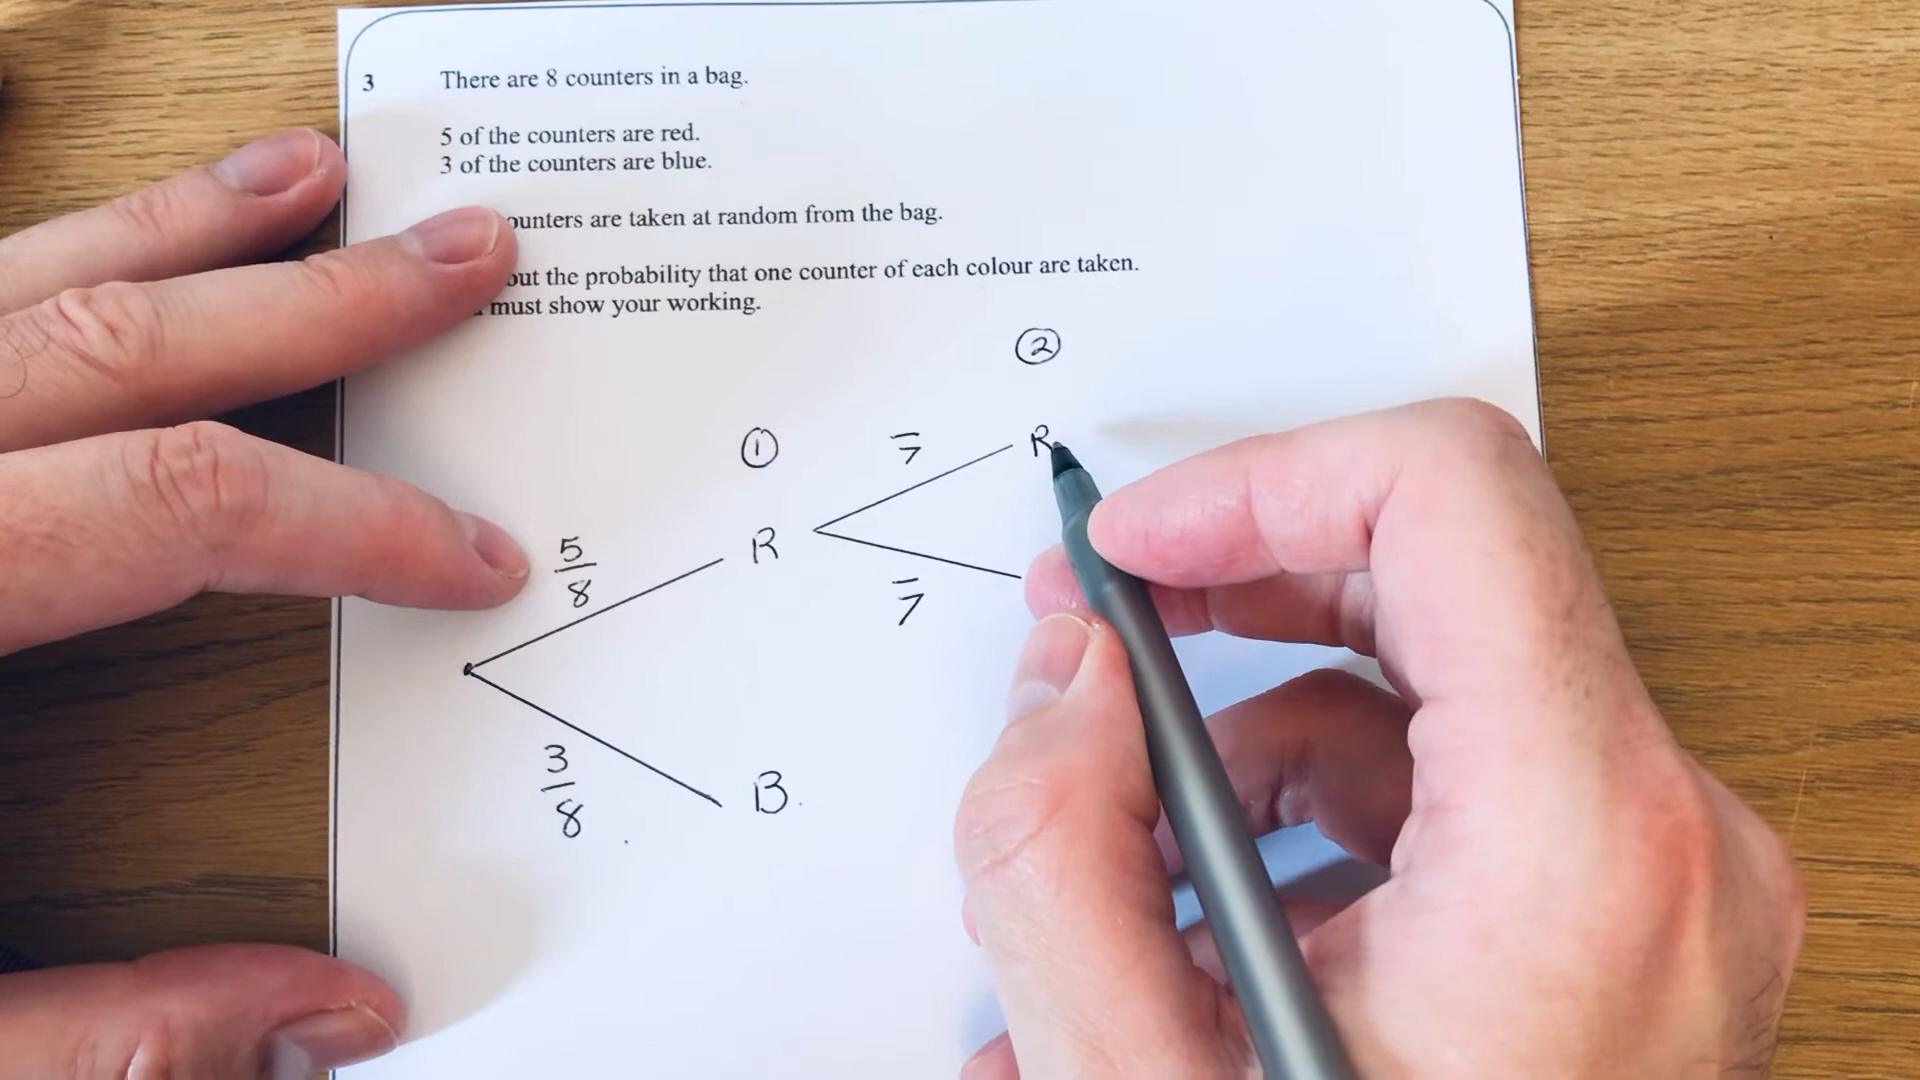 3 There are 8 counters in a bag.
5 of the counters are red.
3 of the counters are blue.
counters are taken at random from the bag.
out the probability that one counter of each colour are taken.
must show your working.
②
①
7
R
5
8
R
7
3
8
B